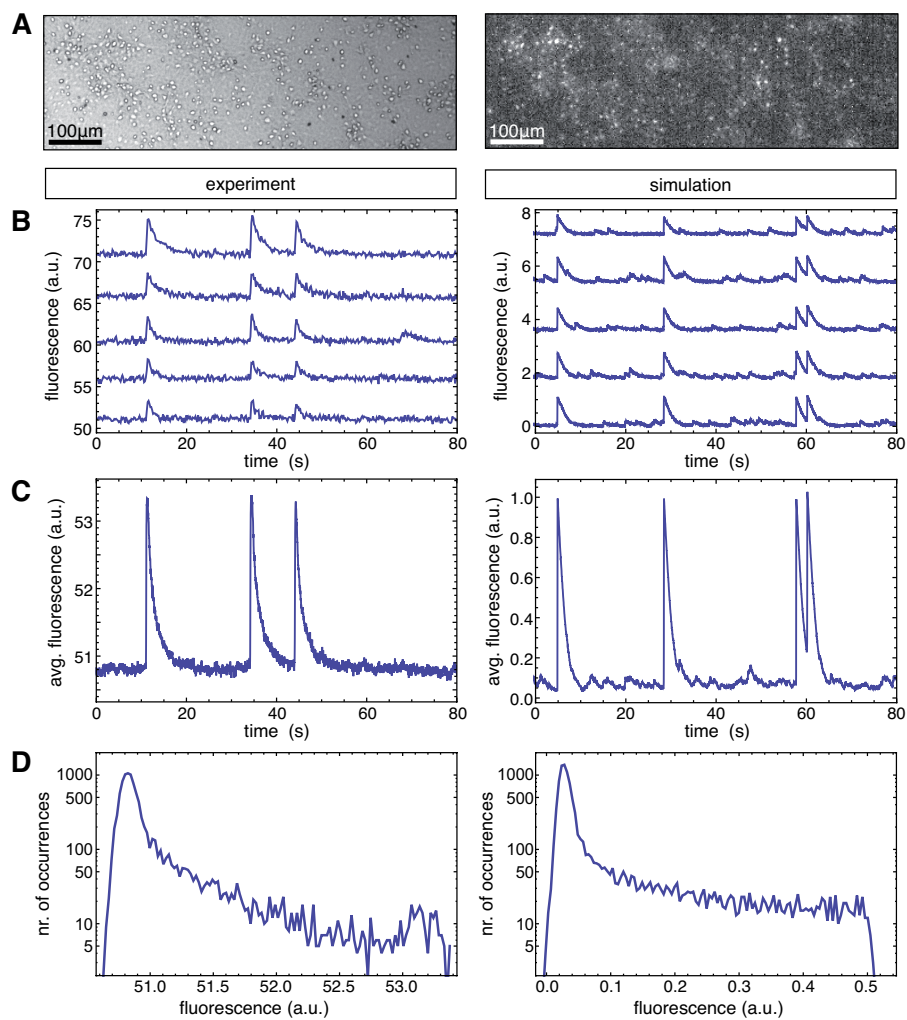 A
100µm
100µm
experiment
simulation
B
fluorescence (a.u.)
75
70
65
60
55
50
0 20 40 60 80
time (s)
fluorescence (a.u.)
8
6
4
2
0
0 20 40 60 80
time (s)
C
avg. fluorescence (a.u.)
53
52
51
0 20 40 60 80
time (s)
avg. fluorescence (a.u.)
1.0
0.8
0.6
0.4
0.2
0.0
0 20 40 60 80
time (s)
D
nr. of occurrences
1000
500
100
50
10
5
51.0 51.5 52.0 52.5 53.0
fluorescence (a.u.)
nr. of occurrences
1000
500
100
50
10
5
0.0 0.1 0.2 0.3 0.4 0.5
fluorescence (a.u.)